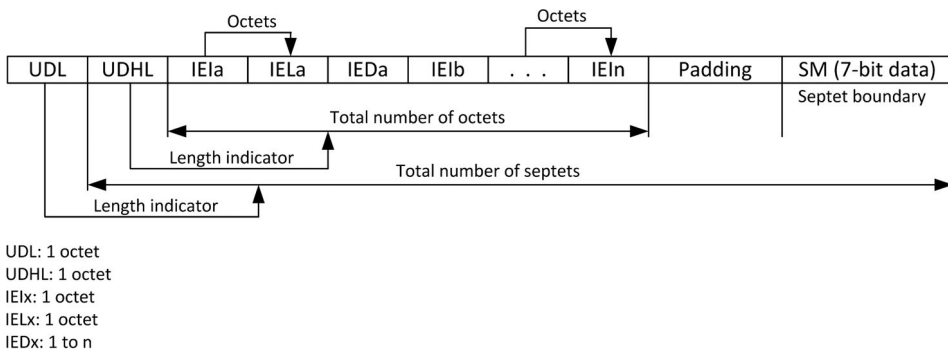 Octets Octets
UDL UDHL IEIa IELa IEDa IEIb . . . IEIn Padding SM (7-bit data)
Septet boundary
Total number of octets
Length indicator
Total number of septets
Length indicator
UDL: 1 octet
UDHL: 1 octet
IEIx: 1 octet
IELx: 1 octet
IEDx: 1 to n